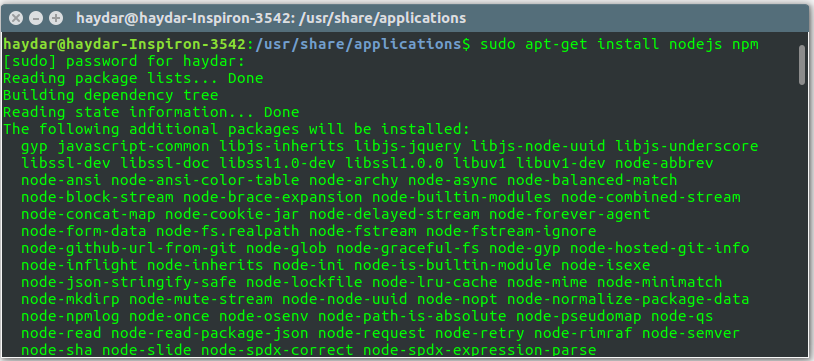 haydar@haydar-Inspiron-3542: /usr/share/applications
haydar@haydar-Inspiron-3542:/usr/share/applications$ sudo apt-get install nodejs npm
[sudo] password for haydar:
Reading package lists... Done
Building dependency tree
Reading state information... Done
The following additional packages will be installed:
  gyp javascript-common libjs-inherits libjs-jquery libjs-node-uuid libjs-underscore
  libssl-dev libssl-doc libssl1.0-dev libssl1.0.0 libuv1 libuv1-dev node-abbrev
  node-ansi node-ansi-color-table node-archy node-async node-balanced-match
  node-block-stream node-brace-expansion node-builtin-modules node-combined-stream
  node-concat-map node-cookie-jar node-delayed-stream node-forever-agent
  node-form-data node-fs.realpath node-fstream node-fstream-ignore
  node-github-url-from-git node-glob node-graceful-fs node-gyp node-hosted-git-info
  node-inflight node-inherits node-ini node-is-builtin-module node-isexe
  node-json-stringify-safe node-lockfile node-lru-cache node-mime node-minimatch
  node-mkdirp node-mute-stream node-node-uuid node-nopt node-normalize-package-data
  node-npmlog node-once node-osenv node-path-is-absolute node-pseudomap node-qs
  node-read node-read-package-json node-request node-retry node-rimraf node-semver
  node-sha node-slide node-spdx-correct node-spdx-expression-parse